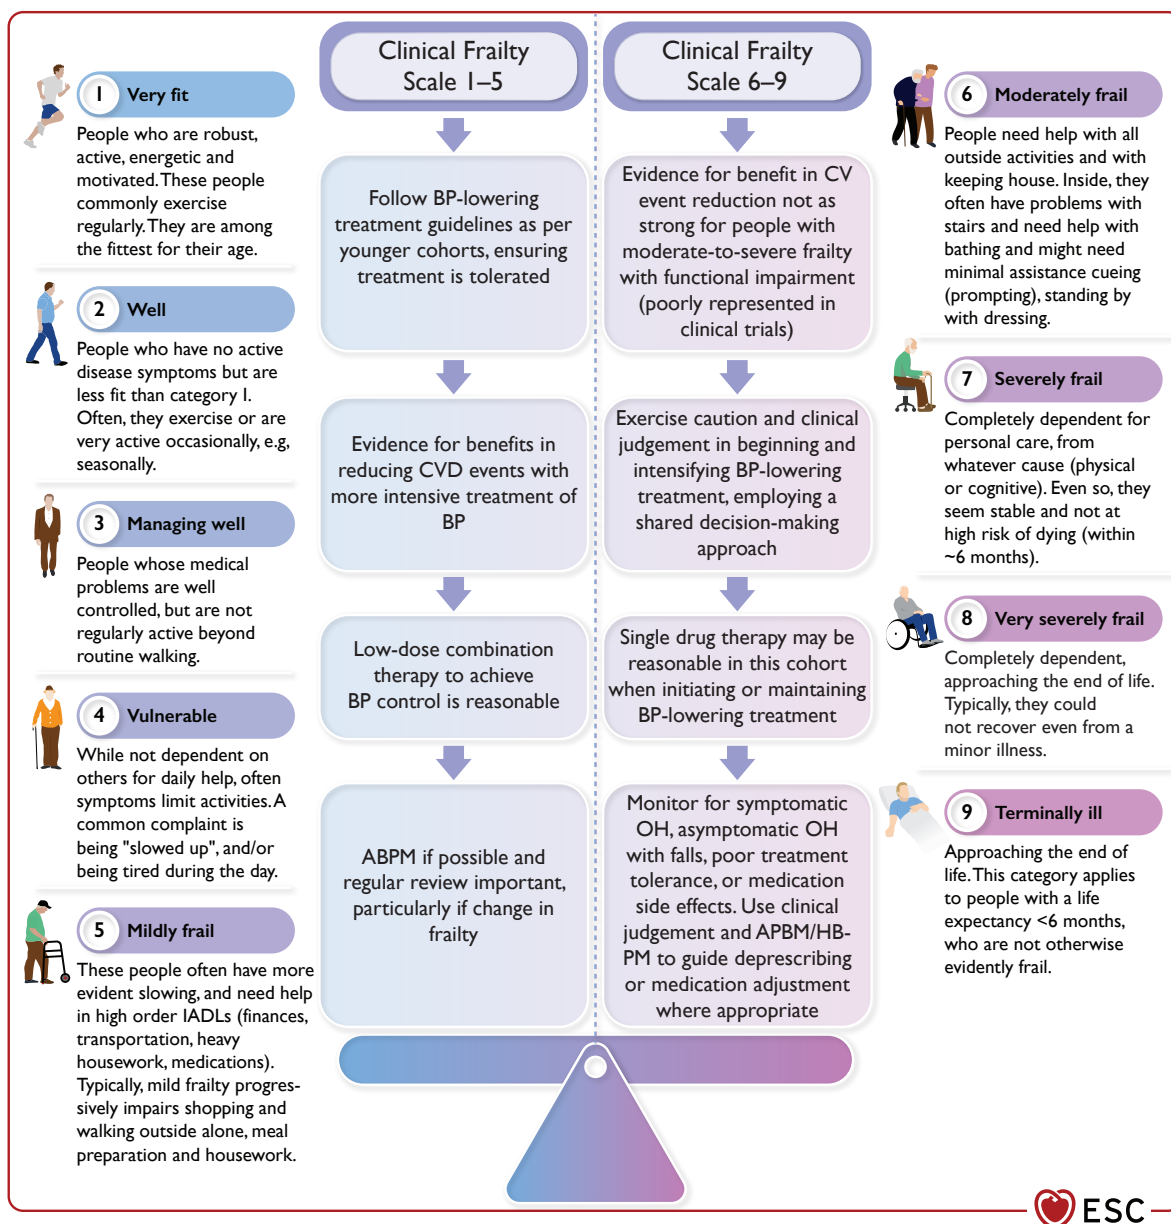 Clinical Frailty
Scale 1–5
Clinical Frailty
Scale 6–9
1 Very fit
People who are robust,
active, energetic and
motivated. These people
commonly exercise
regularly. They are among
the fittest for their age.
2 Well
People who have no active
disease symptoms but are
less fit than category 1.
Often, they exercise or are
very active occasionally, e.g,
seasonally.
3 Managing well
People whose medical
problems are well
controlled, but are not
regularly active beyond
routine walking.
4 Vulnerable
While not dependent on
others for daily help, often
symptoms limit activities. A
common complaint is
being "slowed up", and/or
being tired during the day.
5 Mildly frail
These people often have more
evident slowing, and need help
in high order IADLs (finances,
transportation, heavy
housework, medications).
Typically, mild frailty progres-
sively impairs shopping and
walking outside alone, meal
preparation and housework.
Follow BP-lowering
treatment guidelines as per
younger cohorts, ensuring
treatment is tolerated
Evidence for benefits in
reducing CVD events with
more intensive treatment of
BP
Low-dose combination
therapy to achieve
BP control is reasonable
ABPM if possible and
regular review important,
particularly if change in
frailty
Evidence for benefit in CV
event reduction not as
strong for people with
moderate-to-severe frailty
with functional impairment
(poorly represented in
clinical trials)
Exercise caution and clinical
judgement in beginning and
intensifying BP-lowering
treatment, employing a
shared decision-making
approach
Single drug therapy may be
reasonable in this cohort
when initiating or maintaining
BP-lowering treatment
Monitor for symptomatic
OH, asymptomatic OH
with falls, poor treatment
tolerance, or medication
side effects. Use clinical
judgement and APBM/HB-
PM to guide deprescribing
or medication adjustment
where appropriate
6 Moderately frail
People need help with all
outside activities and with
keeping house. Inside, they
often have problems with
stairs and need help with
bathing and might need
minimal assistance cueing
(prompting), standing by
with dressing.
7 Severely frail
Completely dependent for
personal care, from
whatever cause (physical
or cognitive). Even so, they
seem stable and not at
high risk of dying (within
~6 months).
8 Very severely frail
Completely dependent,
approaching the end of life.
Typically, they could
not recover even from a
minor illness.
9 Terminally ill
Approaching the end of
life. This category applies
to people with a life
expectancy <6 months,
who are not otherwise
evidently frail.
ESC